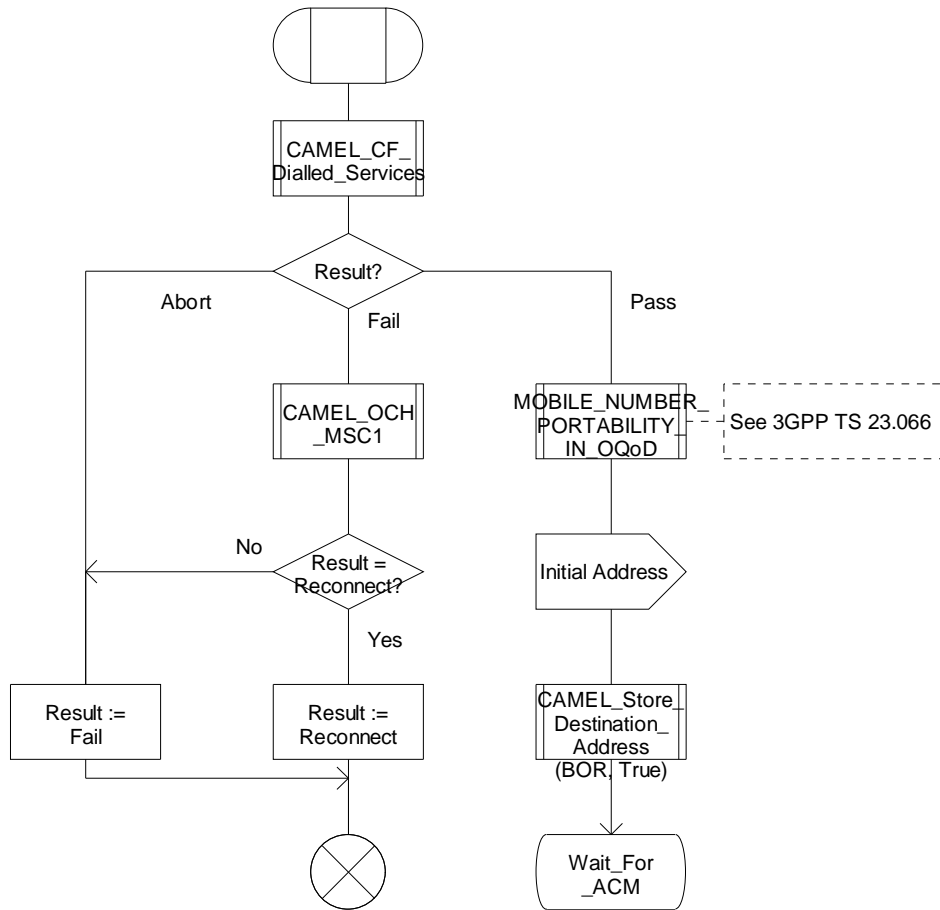 CAMEL_CF_
Dialled_Services
Result?
Abort
Pass
Fail
CAMEL_OCH
_MSC1
MOBILE_NUMBER_
PORTABILITY_
IN_OQoD
See 3GPP TS 23.066
No
Result =
Reconnect?
Initial Address
Yes
Result :=
Fail
Result :=
Reconnect
CAMEL_Store_
Destination_
Address
(BOR, True)
Wait_For
_ACM